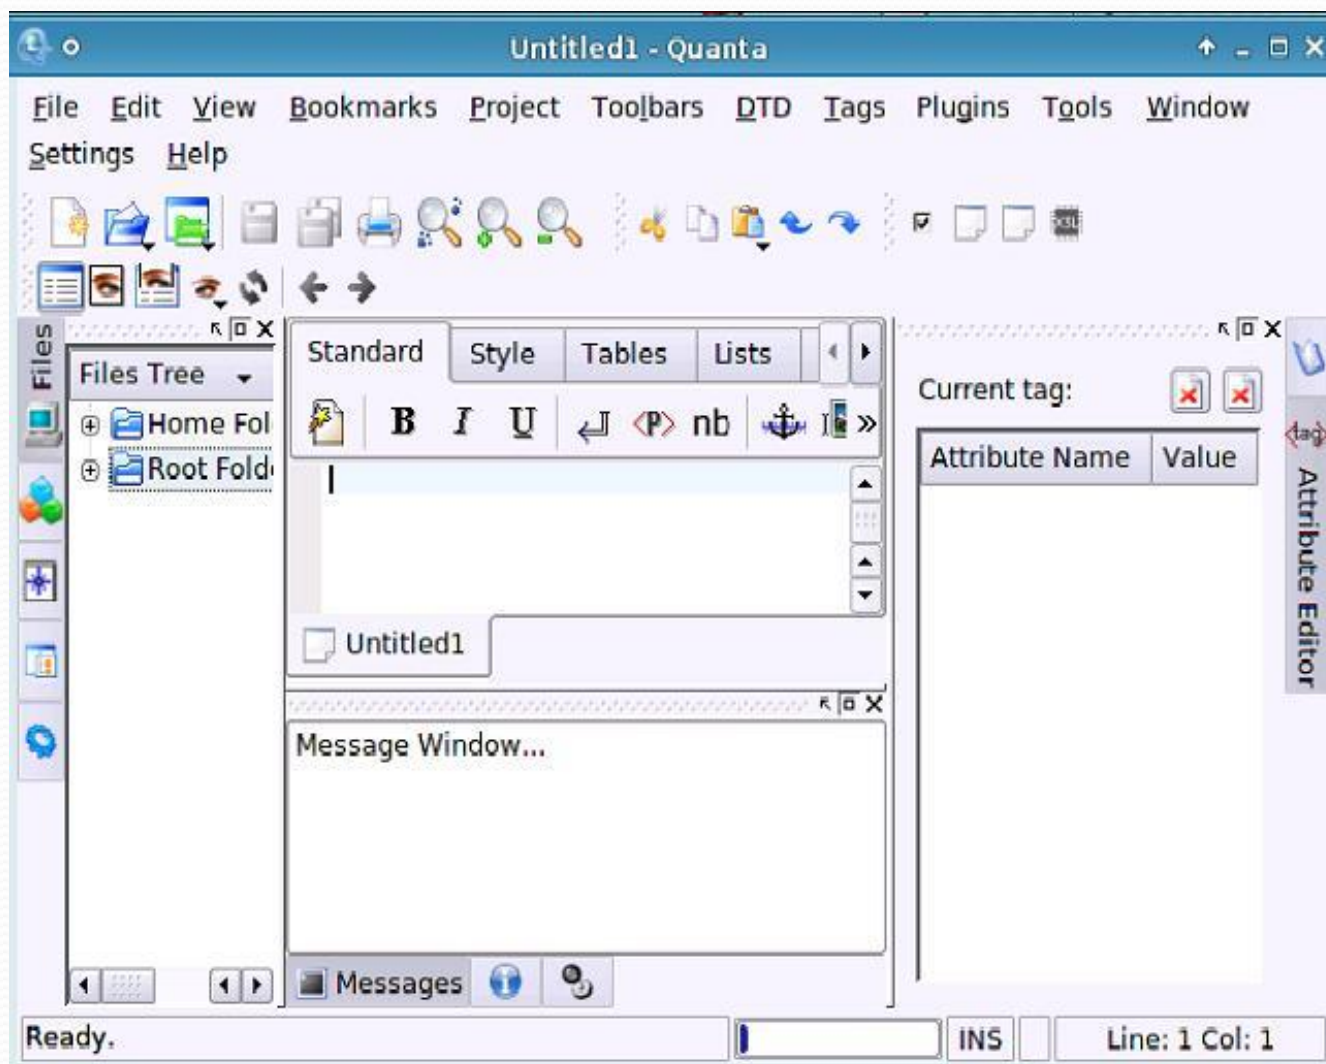 Untitled1 - Quanta
File Edit View Bookmarks Project Toolbars DTD Tags Plugins Tools Window
Settings Help
XSL
Files
Files Tree
Home Fol
Root Fold
Standard Style Tables Lists
B I U <P> nb
Untitled1
Message Window...
Messages
Current tag:
Attribute Name Value
<tag>
Attribute Editor
Ready.
INS
Line: 1 Col: 1